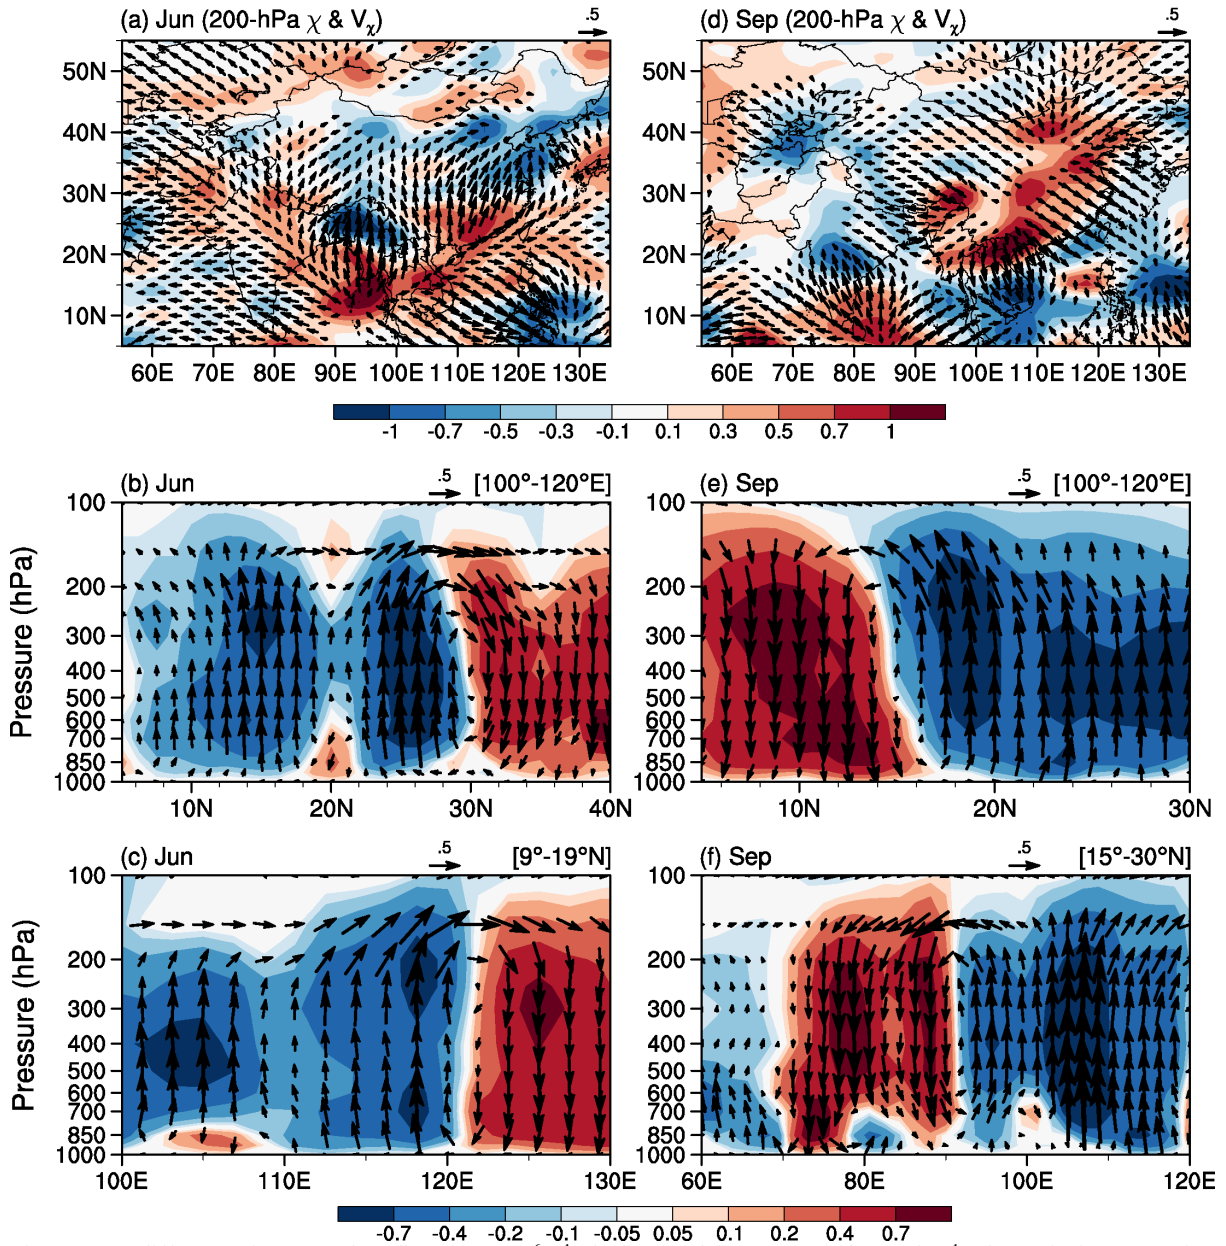 (a) Jun (200-hPa χ & Vχ) .5
(d) Sep (200-hPa χ & Vχ) .5
50N
40N
30N
20N
10N
60E 70E 80E 90E 100E 110E 120E 130E
50N
40N
30N
20N
10N
60E 70E 80E 90E 100E 110E 120E 130E
-1 -0.7 -0.5 -0.3 -0.1 0.1 0.3 0.5 0.7 1
(b) Jun .5 [100°-120°E]
Pressure (hPa)
100
200
300
400
500
600
700
850
1000
10N 20N 30N 40N
(e) Sep .5 [100°-120°E]
100
200
300
400
500
600
700
850
1000
10N 20N 30N
(c) Jun .5 [9°-19°N]
Pressure (hPa)
100
200
300
400
500
600
700
850
1000
100E 110E 120E 130E
(f) Sep .5 [15°-30°N]
100
200
300
400
500
600
700
850
1000
60E 80E 100E 120E
-0.7 -0.4 -0.2 -0.1 -0.05 0.05 0.1 0.2 0.4 0.7